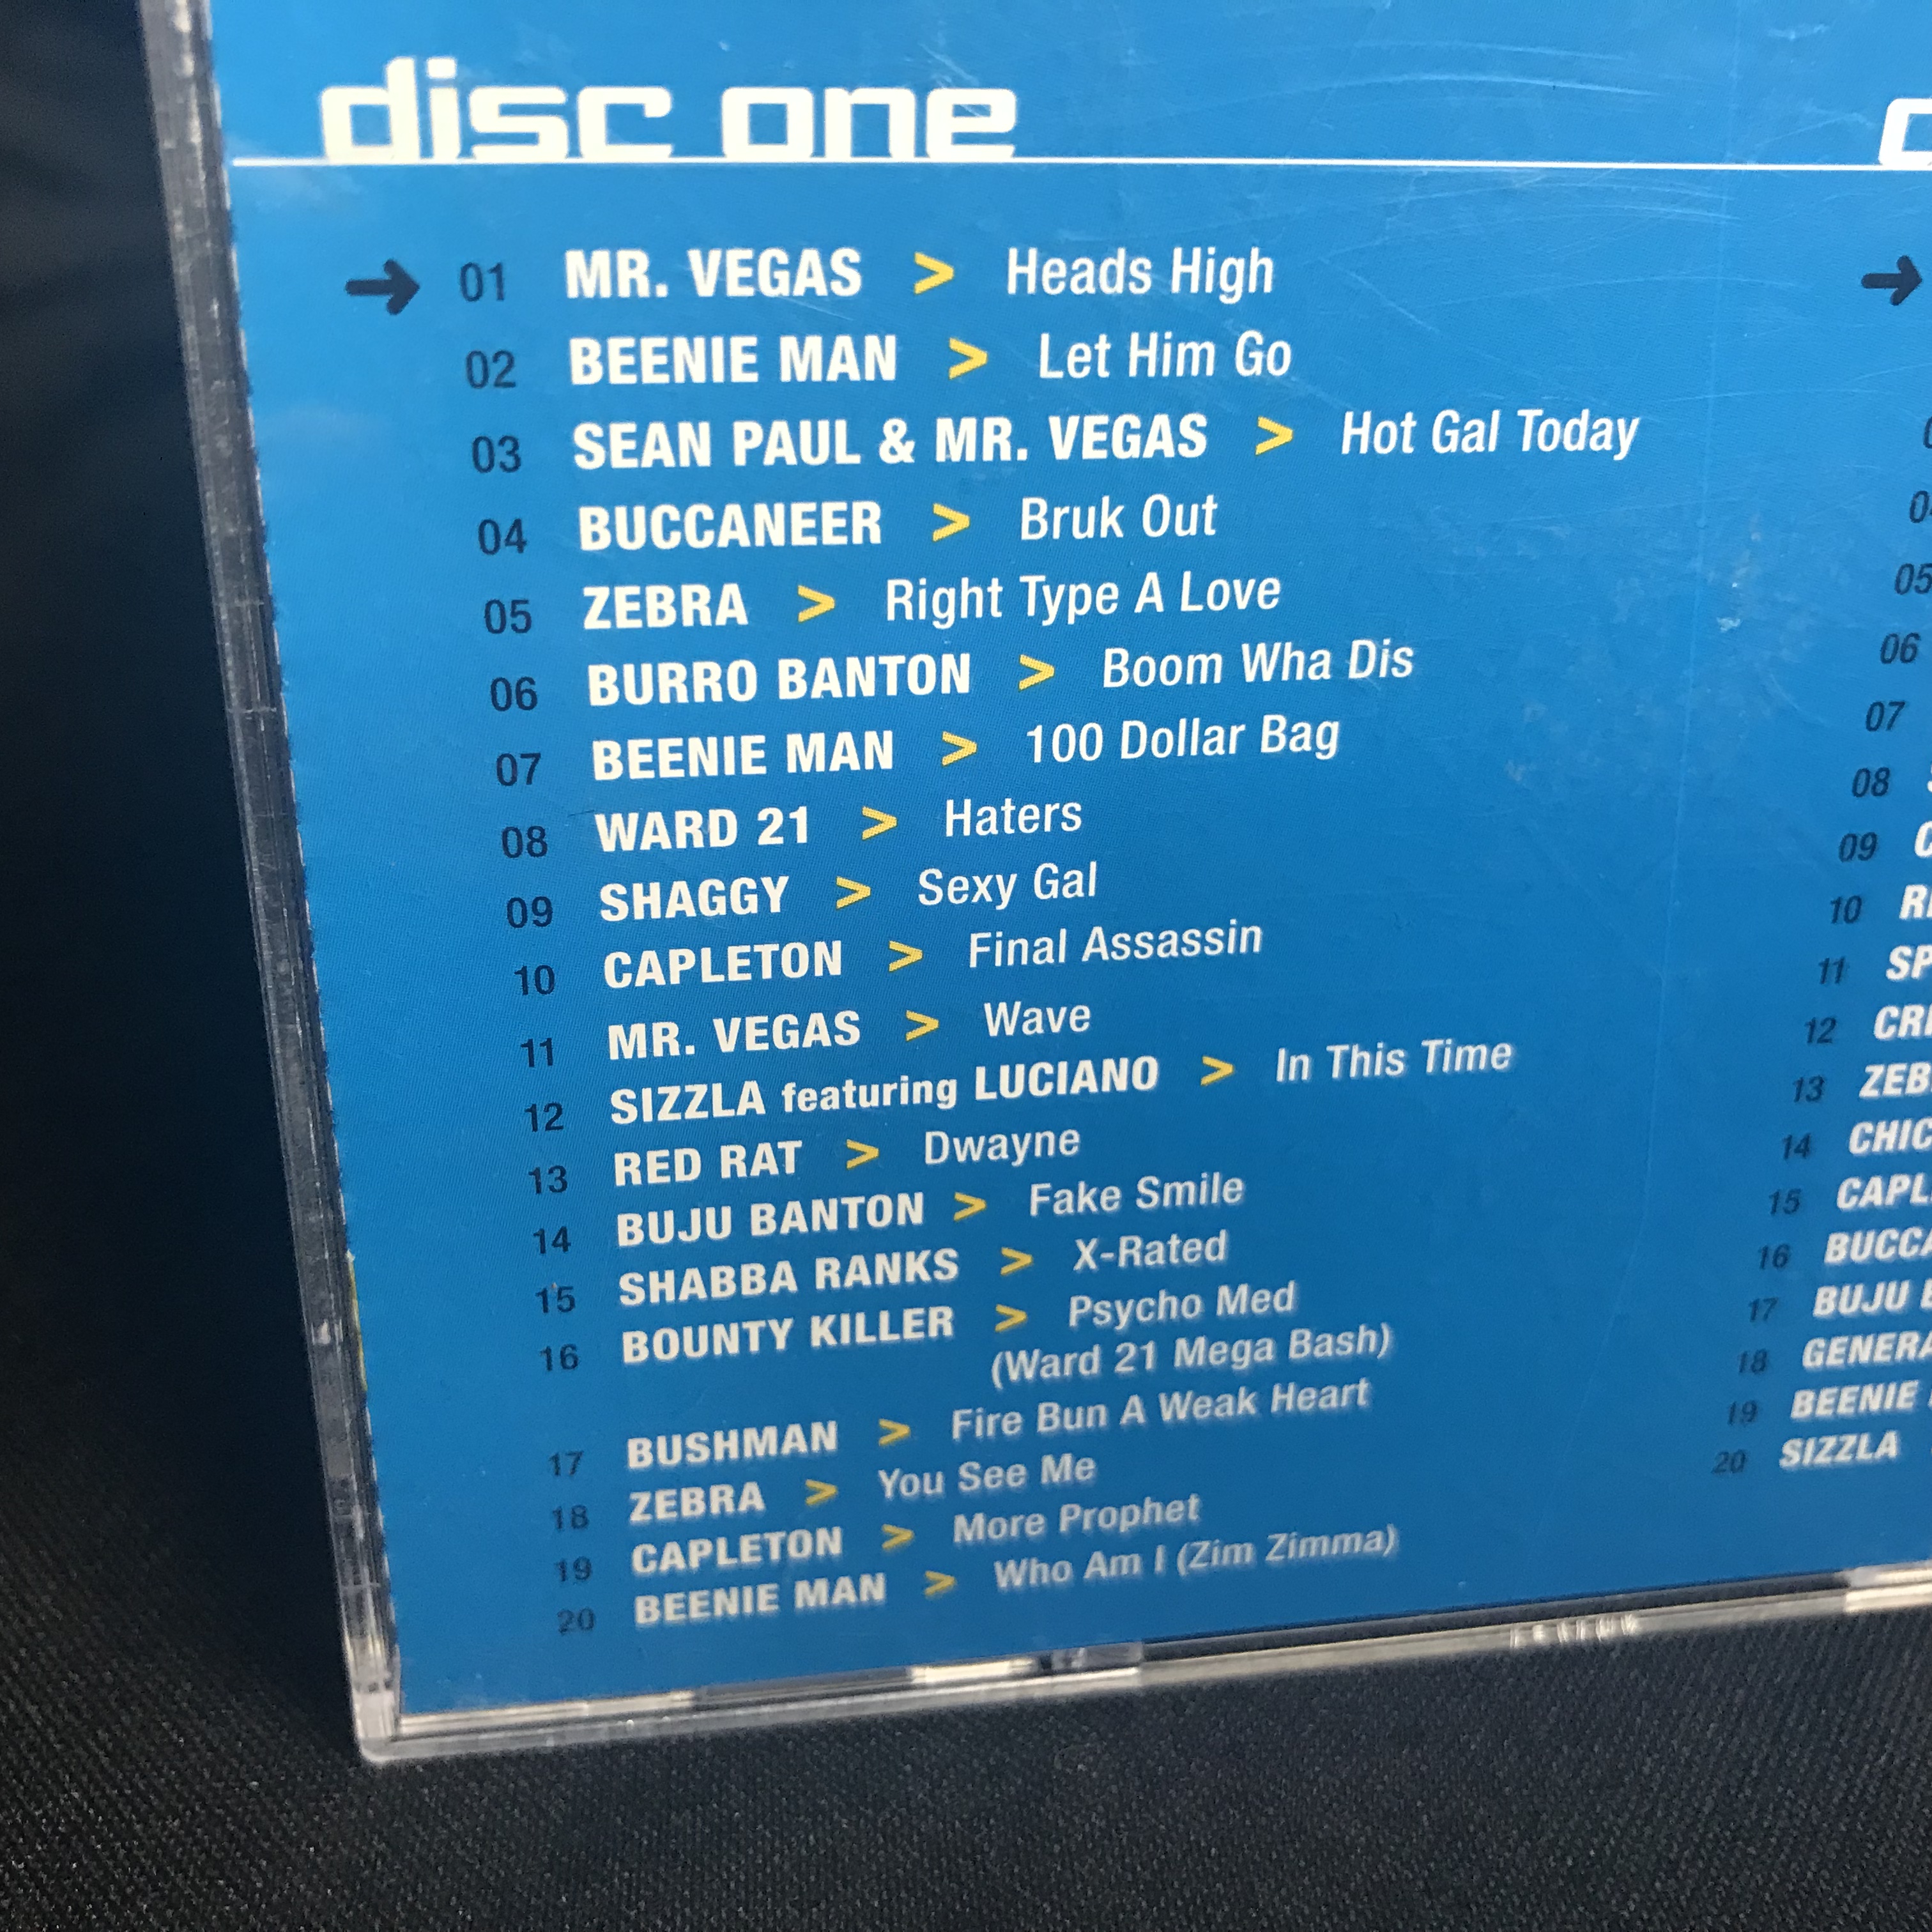 disc one
01 MR. VEGAS > Heads High
02 BEENIE MAN > Let Him Go
03 SEAN PAUL & MR. VEGAS > Hot Gal Today
04 BUCCANEER > Bruk Out
05 ZEBRA > Right Type A Love
06 BURRO BANTON > Boom Wha Dis
07 BEENIE MAN > 100 Dollar Bag
08 WARD 21 > Haters
09 SHAGGY > Sexy Gal
10 CAPLETON > Final Assassin
11 MR. VEGAS > Wave
12 SIZZLA featuring LUCIANO > In This Time
13 RED RAT > Dwayne
14 BUJU BANTON > Fake Smile
15 SHABBA RANKS > X-Rated
16 BOUNTY KILLER > Psycho Med
(Ward 21 Mega Bash)
17 BUSHMAN > Fire Bun A Weak Heart
18 ZEBRA > You See Me
19 CAPLETON > More Prophet
20 BEENIE MAN > Who Am I (Zim Zimma)
05
06
07
08
09
10
11
12
13
14
15
16
17 BUJU
18
19 BEENIE
20 SIZZLA